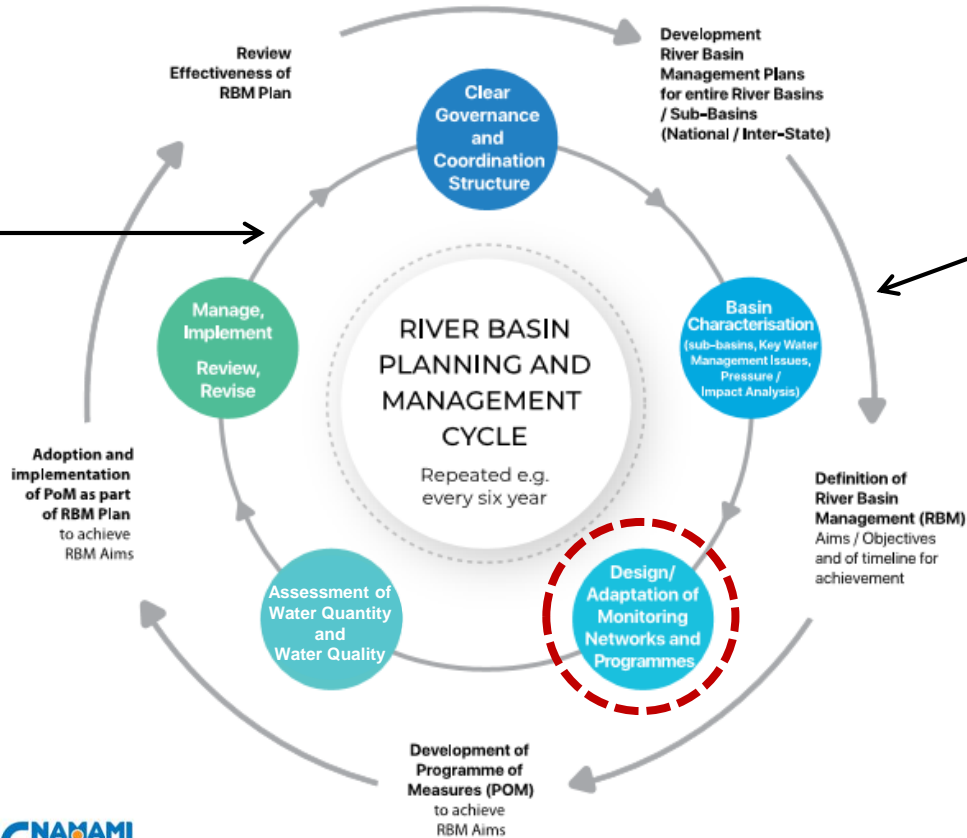 Review
Effectiveness of
RBM Plan
Development
River Basin
Management Plans
for entire River Basins
/ Sub-Basins
(National / Inter-State)
Clear
Governance
and
Coordination
Structure
Basin
Characterisation
(sub-basins, Key Water
Management Issues,
Pressure /
Impact Analysis)
Manage,
Implement
Review,
Revise
RIVER BASIN
PLANNING AND
MANAGEMENT
CYCLE
Repeated e.g.
every six year
Adoption and
implementation
of PoM as part
of RBM Plan
to achieve
RBM Aims
Definition of
River Basin
Management (RBM)
Aims / Objectives
and of timeline for
achievement
Assessment of
Water Quantity
and
Water Quality
Design/
Adaptation of
Monitoring
Networks and
Programmes
Development of
Programme of
Measures (POM)
to achieve
RBM Aims
NAMAMI